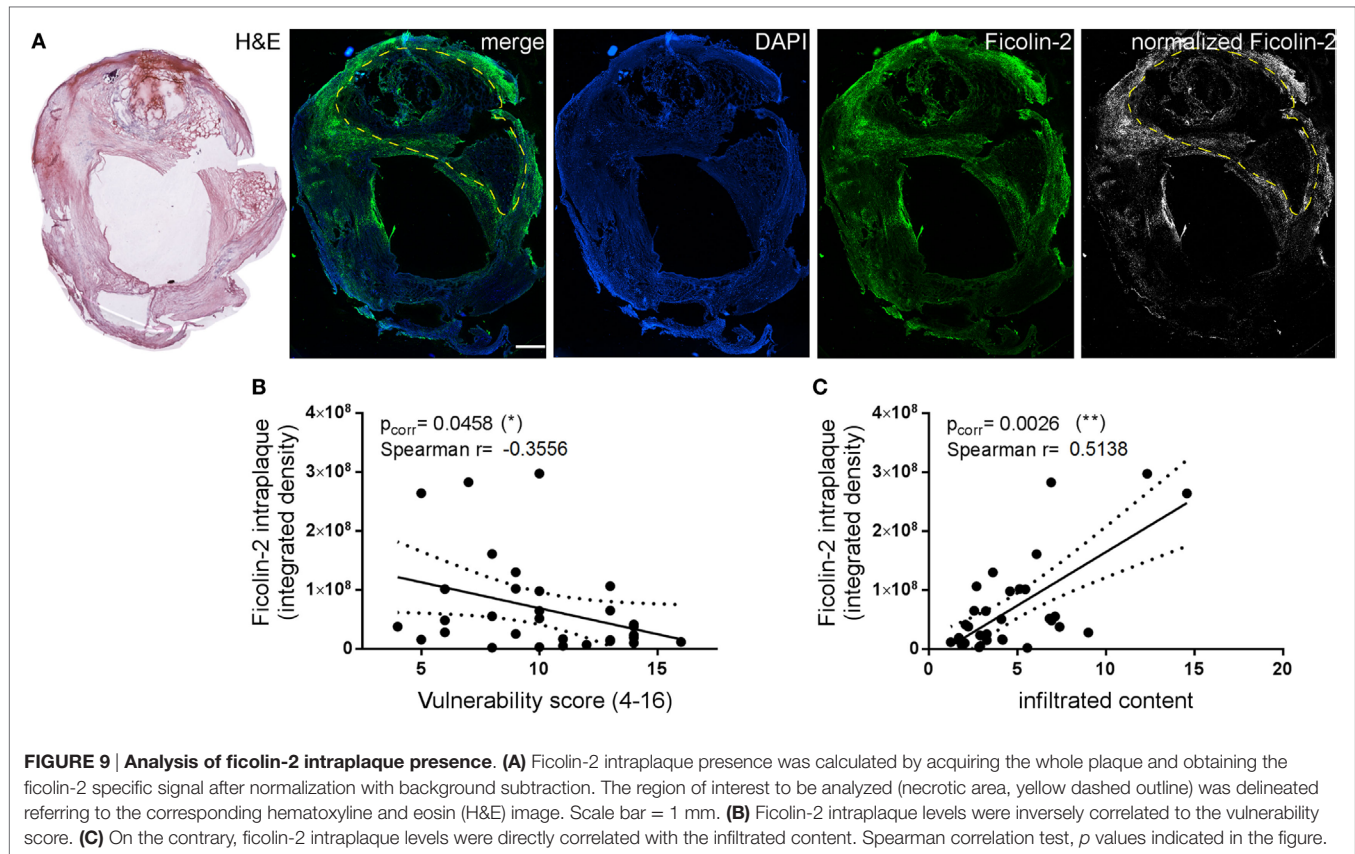 A
H&E
merge
DAPI
Ficolin-2
normalized Ficolin-2
B
Ficolin-2 intraplaque
(integrated density)
4×10⁸
3×10⁸
2×10⁸
1×10⁸
0
p_corr= 0.0458 (*)
Spearman r= -0.3556
5
10
15
Vulnerability score (4-16)
C
Ficolin-2 intraplaque
(integrated density)
4×10⁸
3×10⁸
2×10⁸
1×10⁸
0
p_corr= 0.0026 (**)
Spearman r= 0.5138
0
5
10
15
20
infiltrated content
FIGURE 9 | Analysis of ficolin-2 intraplaque presence. (A) Ficolin-2 intraplaque presence was calculated by acquiring the whole plaque and obtaining the
ficolin-2 specific signal after normalization with background subtraction. The region of interest to be analyzed (necrotic area, yellow dashed outline) was delineated
referring to the corresponding hematoxyline and eosin (H&E) image. Scale bar = 1 mm. (B) Ficolin-2 intraplaque levels were inversely correlated to the vulnerability
score. (C) On the contrary, ficolin-2 intraplaque levels were directly correlated with the infiltrated content. Spearman correlation test, p values indicated in the figure.